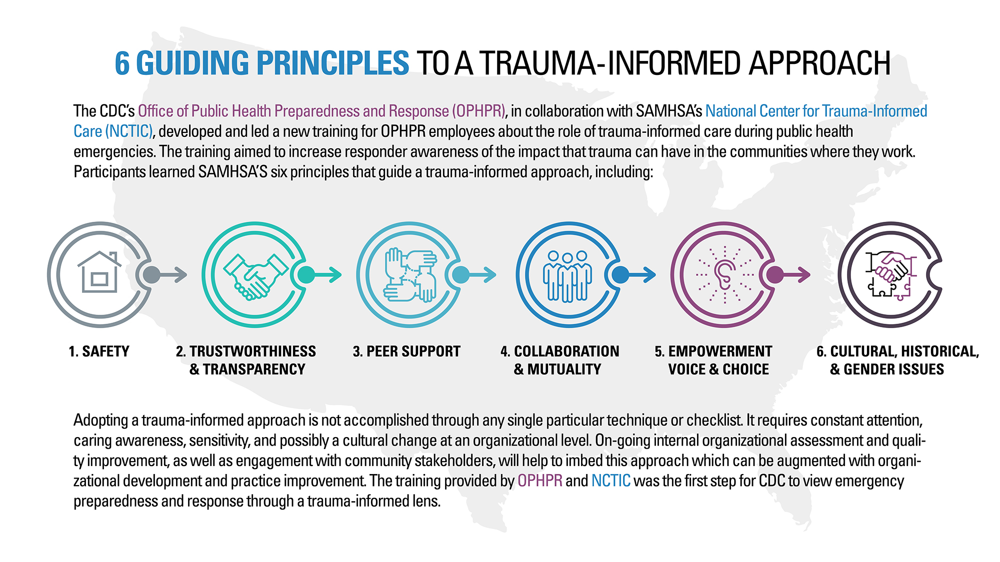 6 GUIDING PRINCIPLES TO A TRAUMA-INFORMED APPROACH
The CDC's Office of Public Health Preparedness and Response (OPHPR), in collaboration with SAMHSA's National Center for Trauma-Informed
Care (NCTIC), developed and led a new training for OPHPR employees about the role of trauma-informed care during public health
emergencies. The training aimed to increase responder awareness of the impact that trauma can have in the communities where they work.
Participants learned SAMHSA'S six principles that guide a trauma-informed approach, including:
1. SAFETY
2. TRUSTWORTHINESS
& TRANSPARENCY
3. PEER SUPPORT
4. COLLABORATION
& MUTUALITY
5. EMPOWERMENT
VOICE & CHOICE
6. CULTURAL, HISTORICAL,
& GENDER ISSUES
Adopting a trauma-informed approach is not accomplished through any single particular technique or checklist. It requires constant attention,
caring awareness, sensitivity, and possibly a cultural change at an organizational level. On-going internal organizational assessment and quali-
ty improvement, as well as engagement with community stakeholders, will help to imbed this approach which can be augmented with organi-
zational development and practice improvement. The training provided by OPHPR and NCTIC was the first step for CDC to view emergency
preparedness and response through a trauma-informed lens.